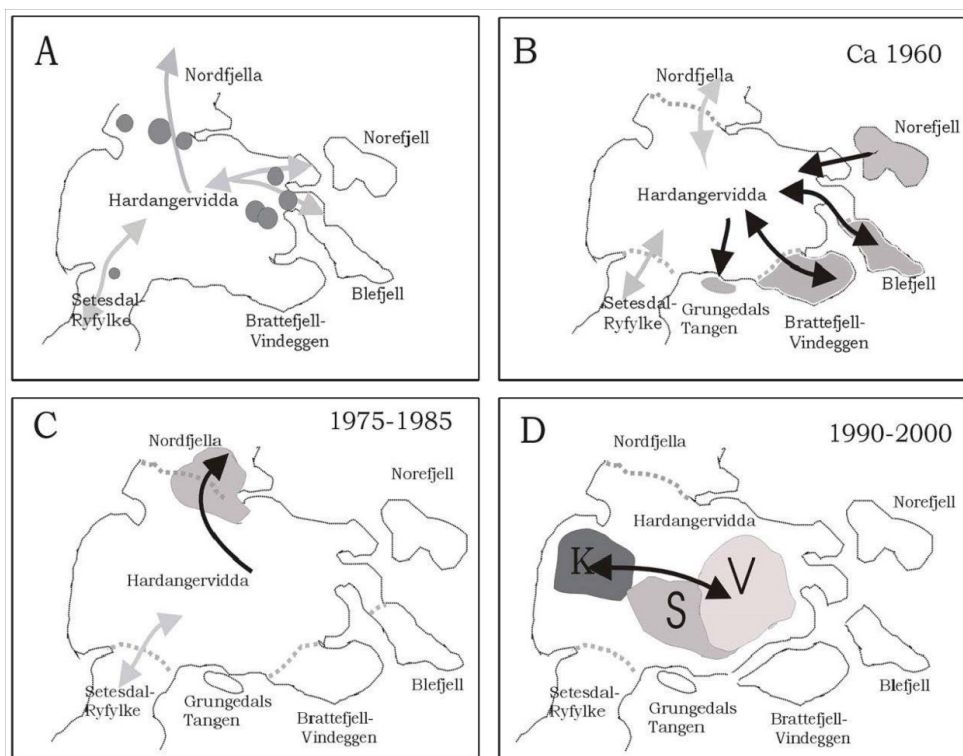 A
Nordfjella
Hardangervidda
Setesdal-
Ryfylke
Norefjell
Blefjell
Brattefjell-
Vindeggen
B
Ca 1960
Nordfjella
Norefjell
Hardangervidda
Setesdal-
Ryfylke
Grungedals
Tangen
Blefjell
Brattefjell-
Vindeggen
C
1975-1985
Nordfjella
Norefjell
Hardangervidda
Setesdal-
Ryfylke
Grungedals
Tangen
Brattefjell-
Vindeggen
Blefjell
D
1990-2000
Nordfjella
Norefjell
Hardangervidda
K
S
V
Setesdal-
Ryfylke
Grungedals
Tangen
Brattefjell-
Vindeggen
Blefjell